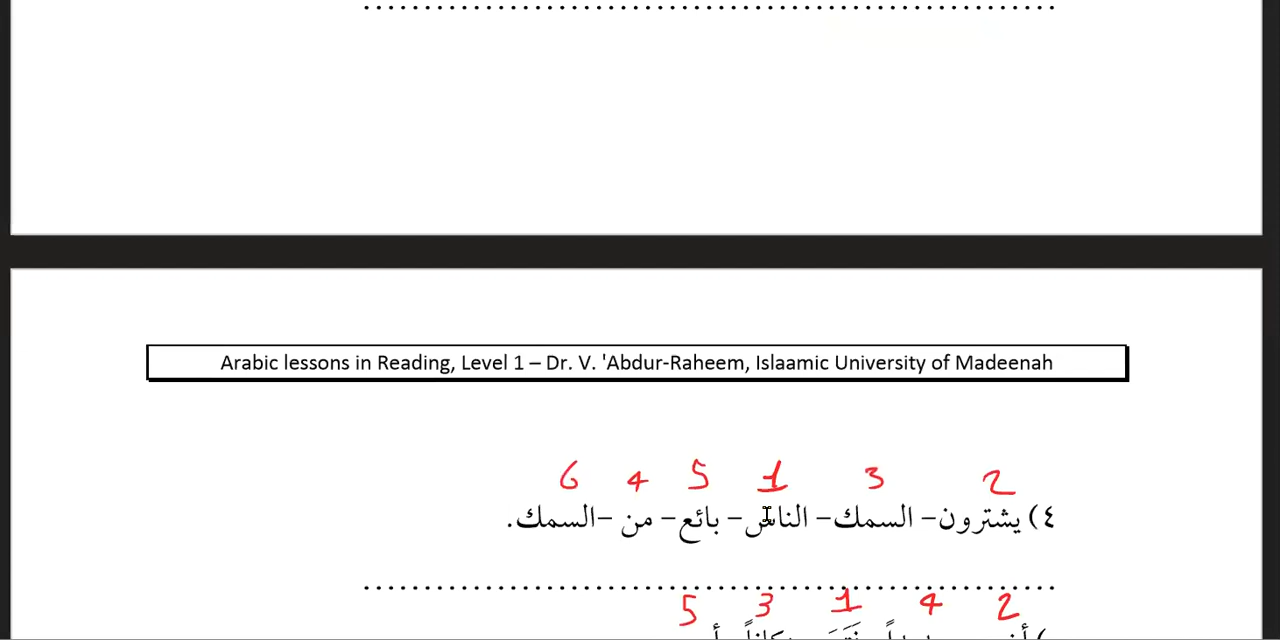 Arabic lessons in Reading, Level 1 – Dr. V. 'Abdur-Raheem, Islaamic University of Madeenah
6 4 5 1 3 2
٤) يشترون– السمك– الناس– بائع– من –السمك.
5 3 1 4 2